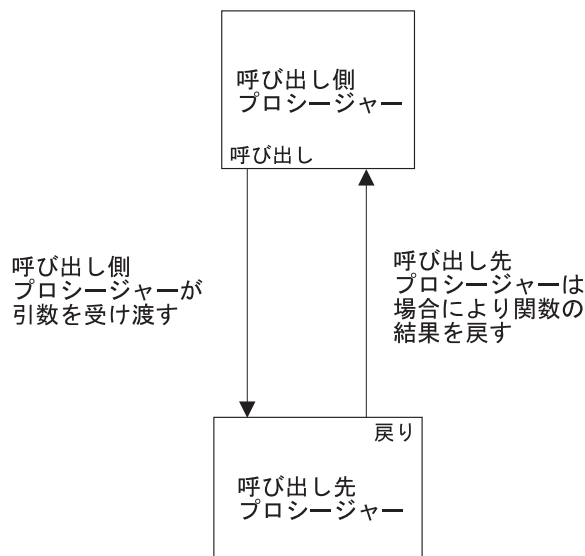 呼び出し側
プロシージャー
呼び出し
呼び出し側
プロシージャーが
引数を受け渡す
呼び出し先
プロシージャーは
場合により関数の
結果を戻す
戻り
呼び出し先
プロシージャー